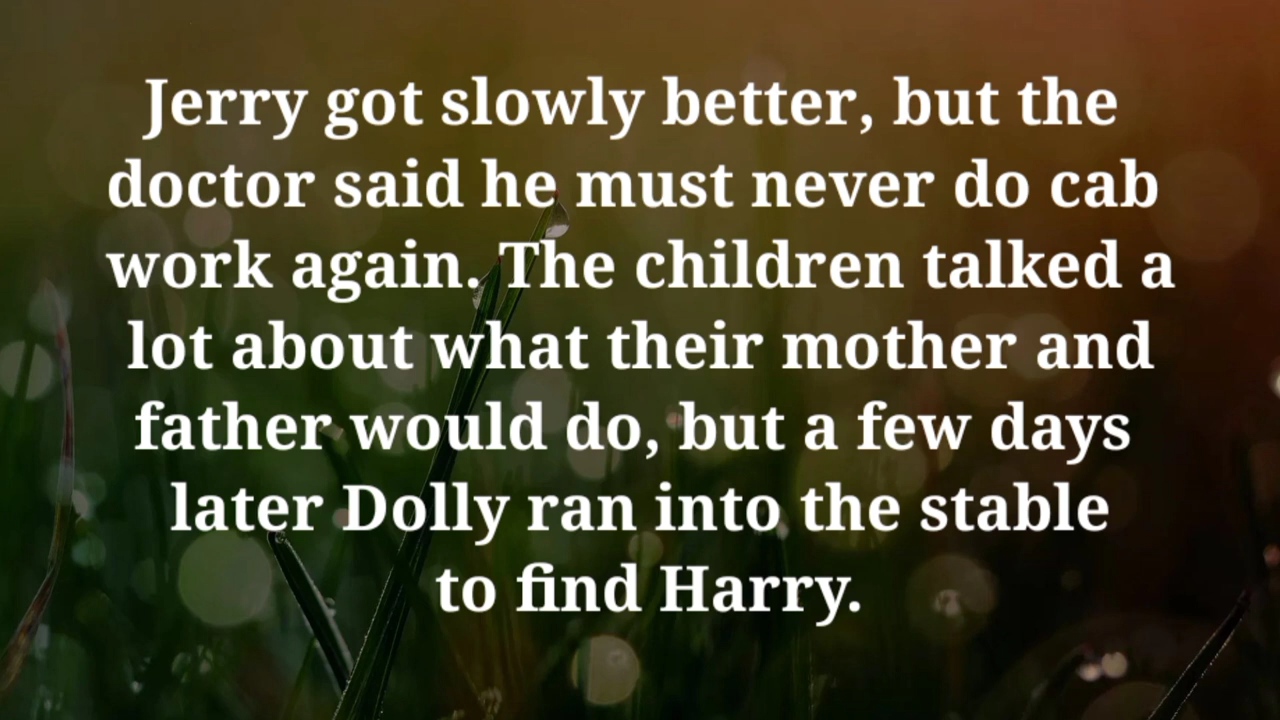 Jerry got slowly better, but the
doctor said he must never do cab
work again. The children talked a
lot about what their mother and
father would do, but a few days
later Dolly ran into the stable
to find Harry.